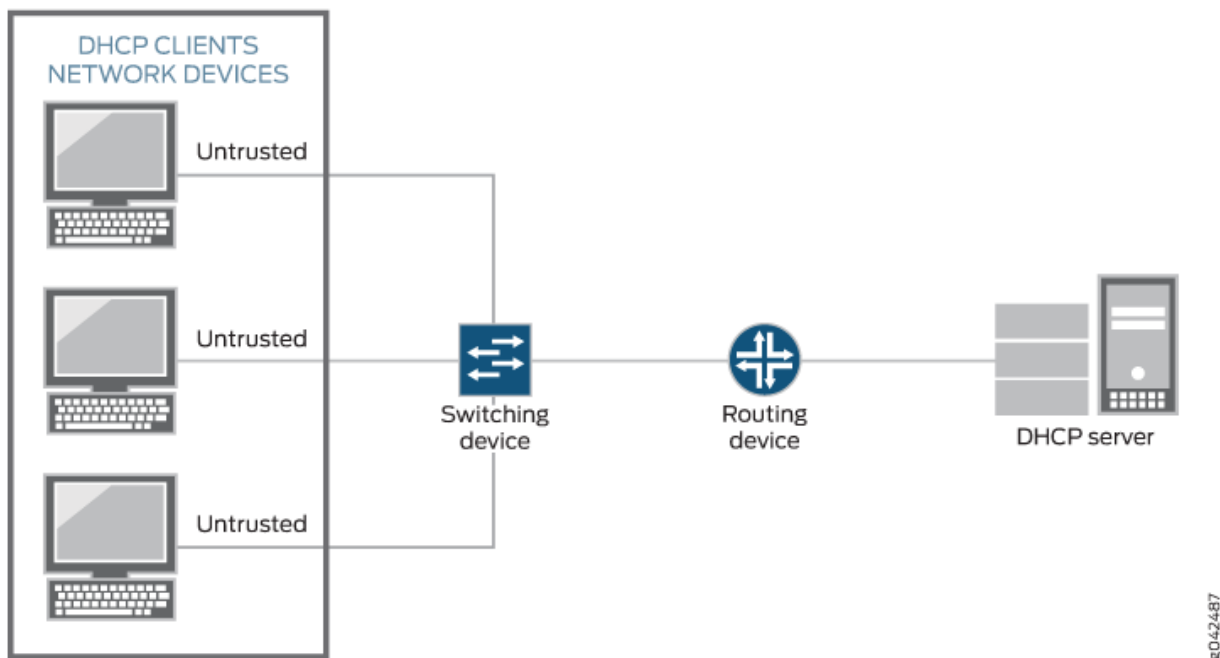 DHCP CLIENTS
NETWORK DEVICES
Untrusted
Untrusted
Untrusted
Switching
device
Routing
device
DHCP server
g042487